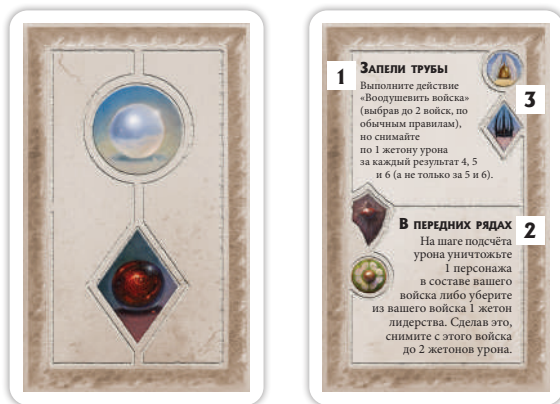 1
ЗАПЕЛИ ТРУБЫ
Выполните действие
«Воодушевить войска»
(выбрав до 2 войск, по
обычным правилам),
но снимайте
по 1 жетону урона
за каждый результат 4, 5
и 6 (а не только за 5 и 6).
3
В ПЕРЕДНИХ РЯДАХ
2
На шаге подсчёта
урона уничтожьте
1 персонажа
в составе вашего
войска либо уберите
из вашего войска 1 жетон
лидерства. Сделав это,
снимите с этого войска
до 2 жетонов урона.